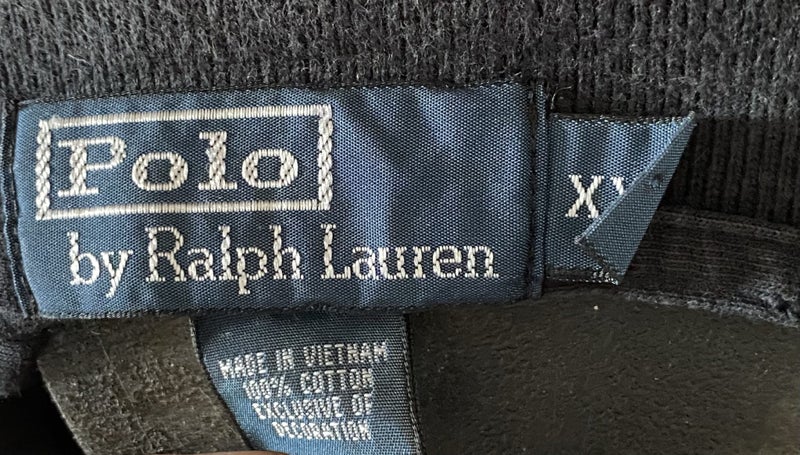 Polo
by Ralph Lauren
MADE IN VIETNAM
100% COTTON
EXCLUSIVE OF
DECORATION